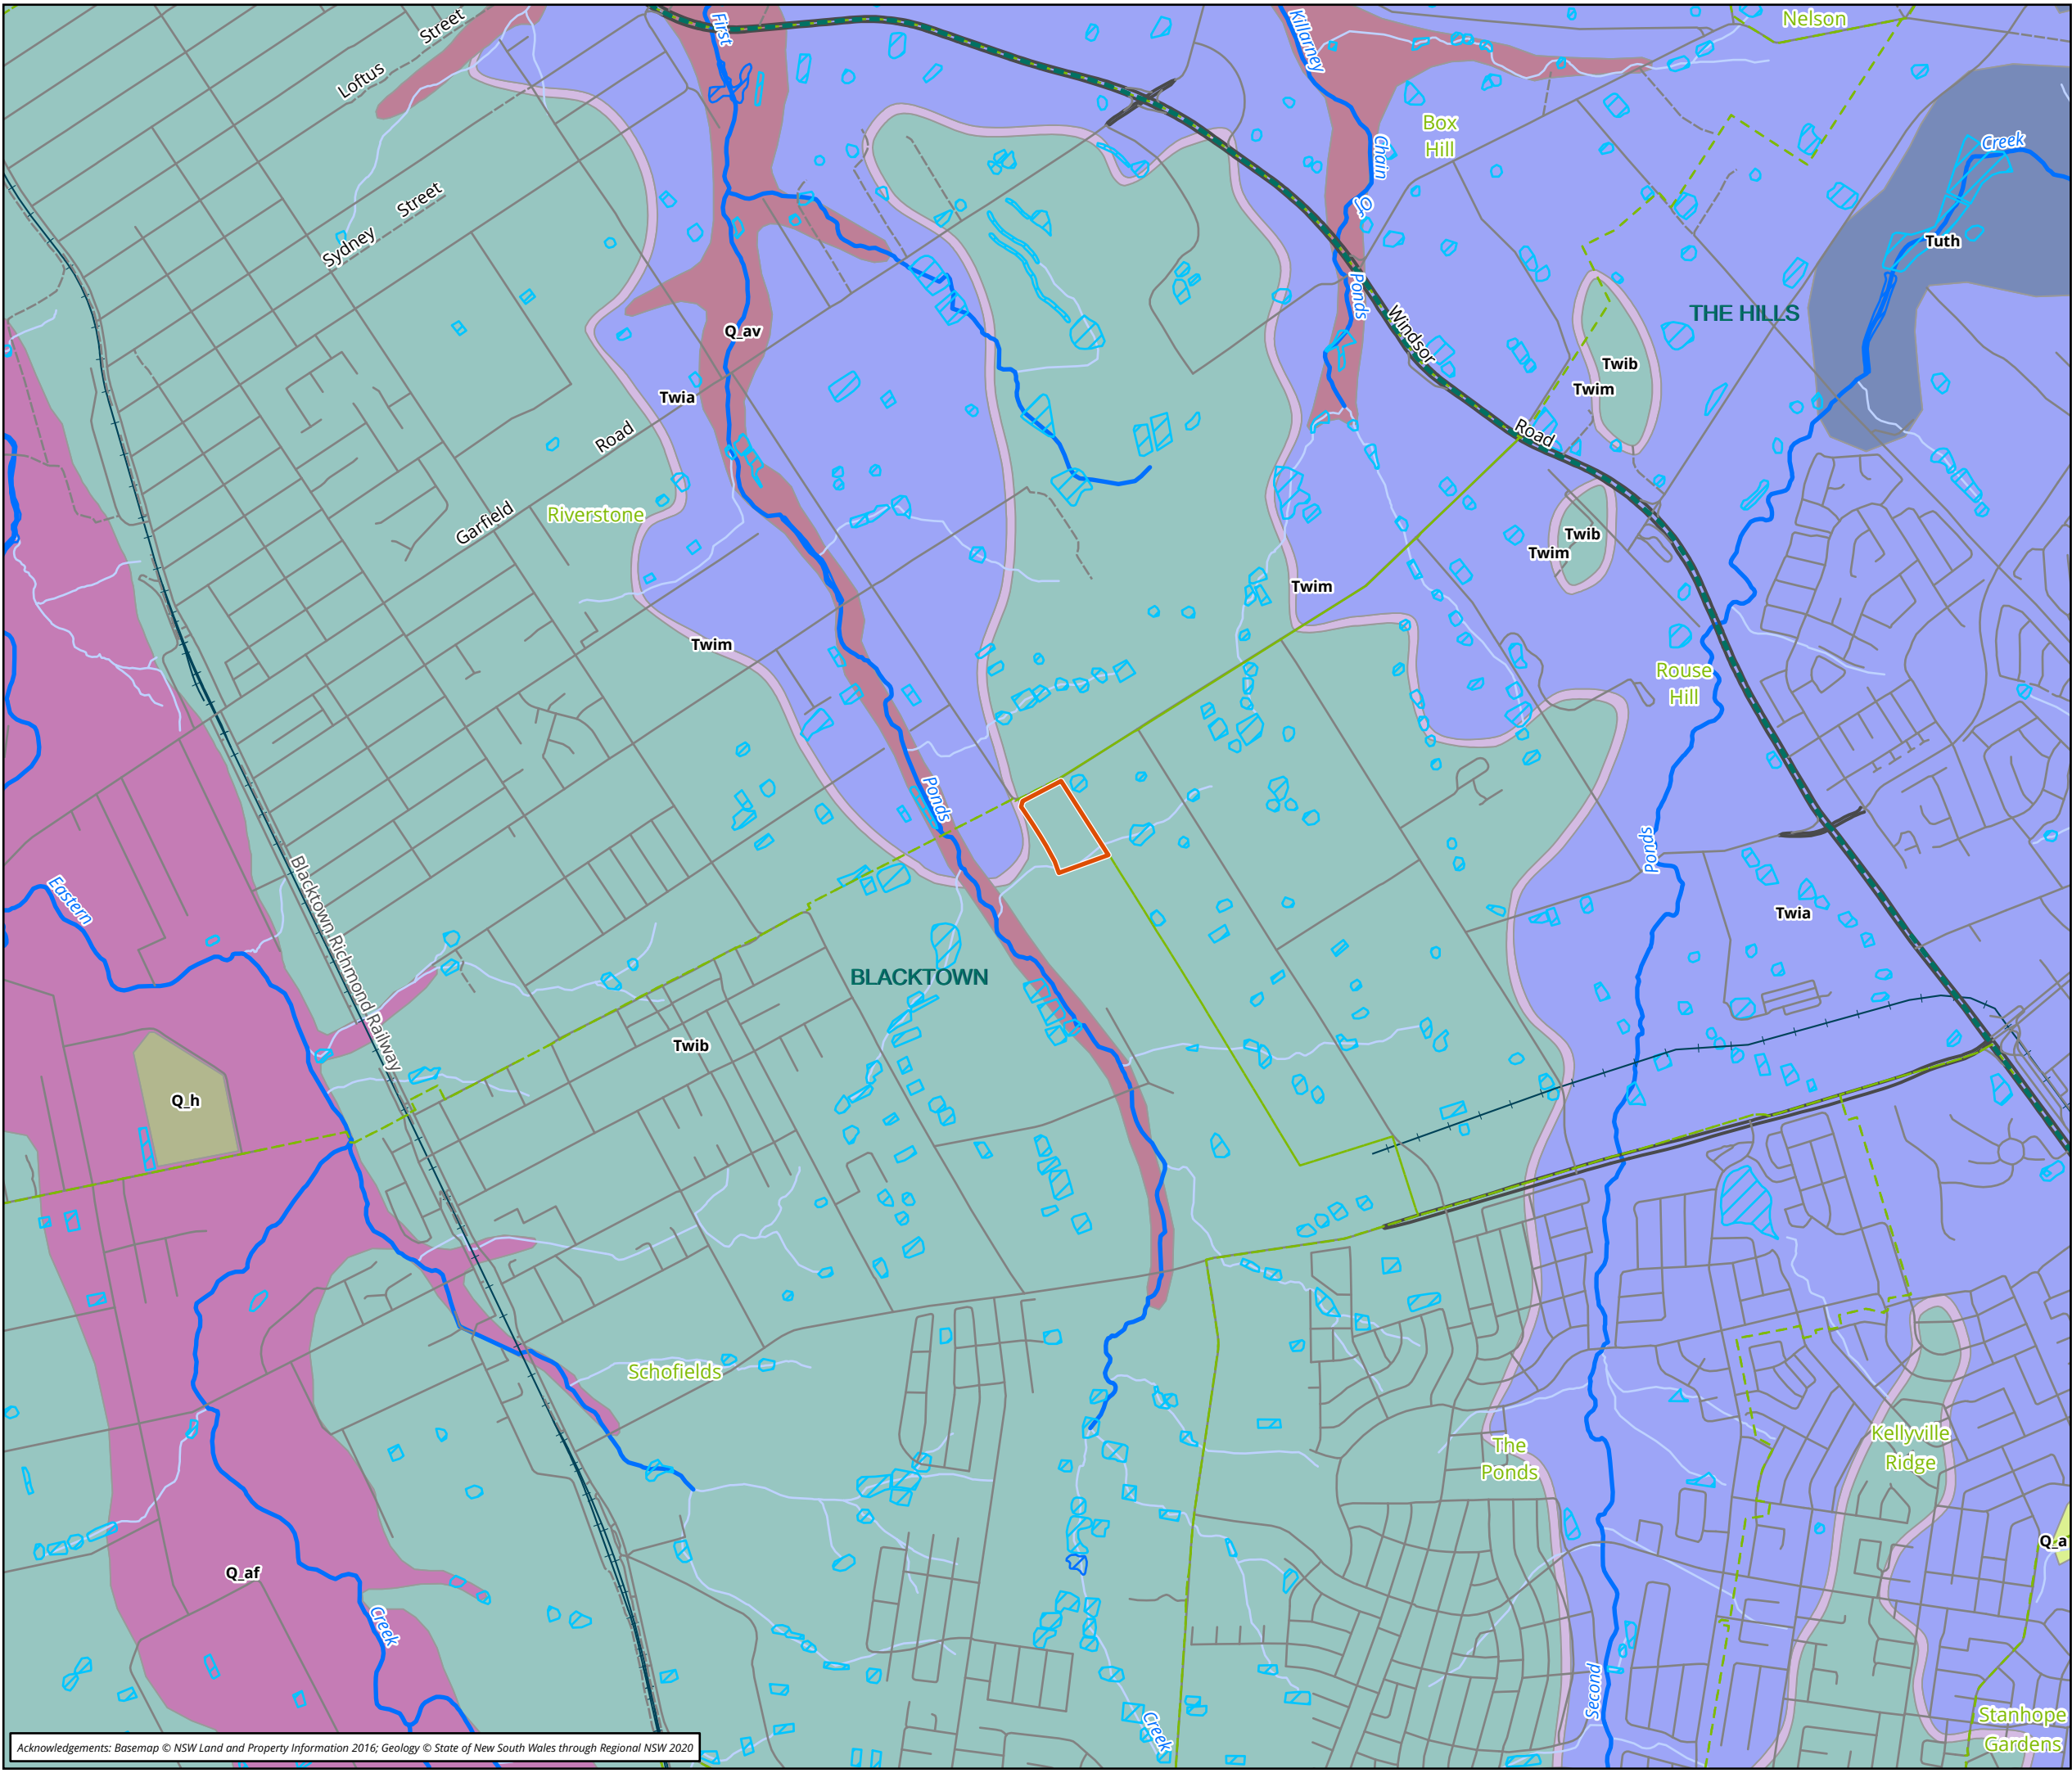 First
Street
Loftus
Killarney
Nelson
Box
Hill
Chain
Creek
of
Street
Sydney
Tuth
Ponds
THE HILLS
Windsor
Q_av
Twib
Twim
Twia
Road
Road
Riverstone
Garfield
Twib
Twim
Twim
Twim
Rouse
Hill
Ponds
Ponds
Blacktown Richmond Railway
Eastern
Twia
BLACKTOWN
Twib
Q_h
Schofields
The
Ponds
Kellyville
Ridge
Q_a
Q_af
Creek
Second
Creek
Stanhope
Gardens
Acknowledgements: Basemap © NSW Land and Property Information 2016; Geology © State of New South Wales through Regional NSW 2020